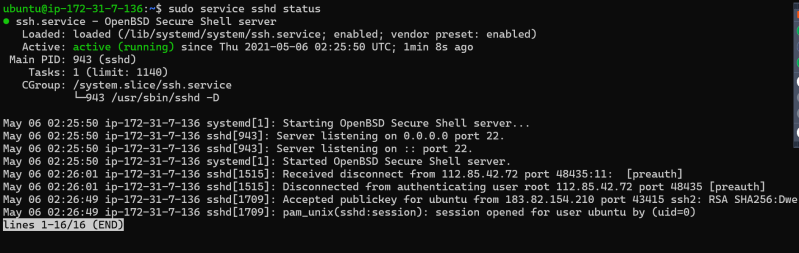 ubuntu@ip-172-31-7-136:~$ sudo service sshd status
● ssh.service - OpenBSD Secure Shell server
Loaded: loaded (/lib/systemd/system/ssh.service; enabled; vendor preset: enabled)
Active: active (running) since Thu 2021-05-06 02:25:50 UTC; 1min 8s ago
Main PID: 943 (sshd)
Tasks: 1 (limit: 1140)
CGroup: /system.slice/ssh.service
└─943 /usr/sbin/sshd -D
May 06 02:25:50 ip-172-31-7-136 systemd[1]: Starting OpenBSD Secure Shell server...
May 06 02:25:50 ip-172-31-7-136 sshd[943]: Server listening on 0.0.0.0 port 22.
May 06 02:25:50 ip-172-31-7-136 sshd[943]: Server listening on :: port 22.
May 06 02:25:50 ip-172-31-7-136 systemd[1]: Started OpenBSD Secure Shell server.
May 06 02:26:01 ip-172-31-7-136 sshd[1515]: Received disconnect from 112.85.42.72 port 48435:11:  [preauth]
May 06 02:26:01 ip-172-31-7-136 sshd[1515]: Disconnected from authenticating user root 112.85.42.72 port 48435 [preauth]
May 06 02:26:49 ip-172-31-7-136 sshd[1709]: Accepted publickey for ubuntu from 183.82.154.210 port 43415 ssh2: RSA SHA256:Dwe
May 06 02:26:49 ip-172-31-7-136 sshd[1709]: pam_unix(sshd:session): session opened for user ubuntu by (uid=0)
lines 1-16/16 (END)